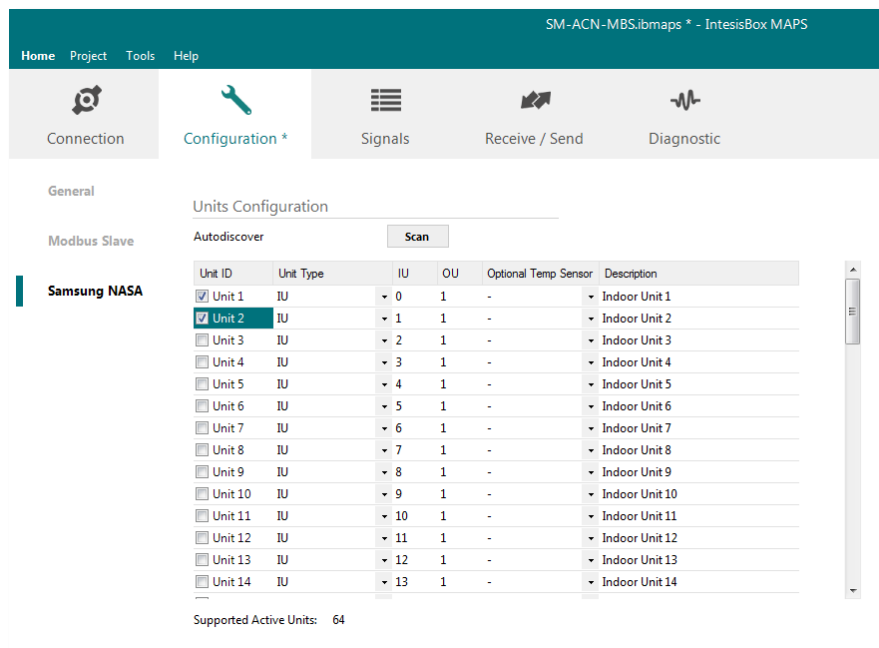 SM-ACN-MBS.ibmaps * - IntesisBox MAPS
Home Project Tools Help
Connection Configuration * Signals Receive / Send Diagnostic
General
Modbus Slave
Samsung NASA
Units Configuration
Autodiscover Scan
Unit ID Unit Type IU OU Optional Temp Sensor Description
Unit 1 IU 0 1 - Indoor Unit 1
Unit 2 IU 1 1 - Indoor Unit 2
Unit 3 IU 2 1 - Indoor Unit 3
Unit 4 IU 3 1 - Indoor Unit 4
Unit 5 IU 4 1 - Indoor Unit 5
Unit 6 IU 5 1 - Indoor Unit 6
Unit 7 IU 6 1 - Indoor Unit 7
Unit 8 IU 7 1 - Indoor Unit 8
Unit 9 IU 8 1 - Indoor Unit 9
Unit 10 IU 9 1 - Indoor Unit 10
Unit 11 IU 10 1 - Indoor Unit 11
Unit 12 IU 11 1 - Indoor Unit 12
Unit 13 IU 12 1 - Indoor Unit 13
Unit 14 IU 13 1 - Indoor Unit 14
Supported Active Units: 64